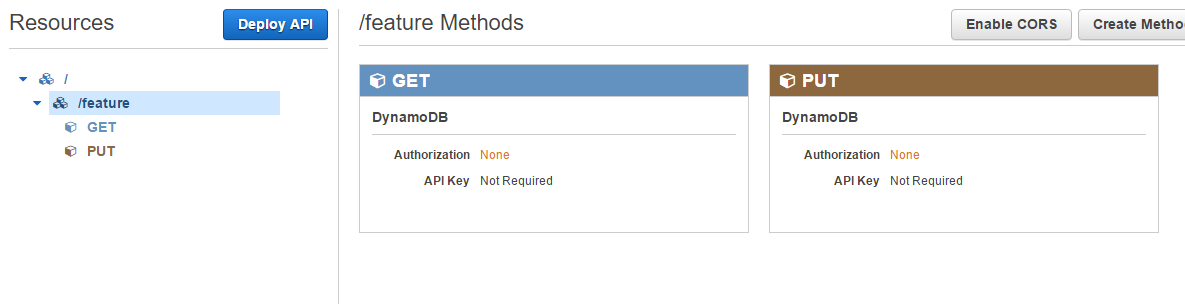 Resources
Deploy API
/
/feature
GET
PUT
/feature Methods
Enable CORS
Create Metho
GET
DynamoDB
Authorization None
API Key Not Required
PUT
DynamoDB
Authorization None
API Key Not Required